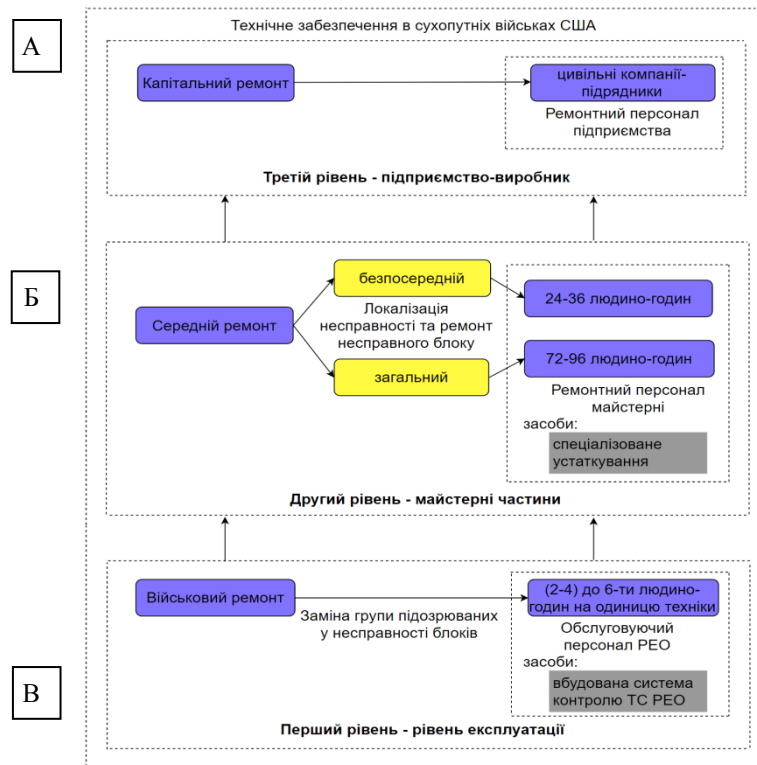 Технічне забезпечення в сухопутніх військах США
А
Капітальний ремонт
цивільні компанії-
підрядники
Ремонтний персонал
підприємства
Третій рівень - підприємство-виробник
Б
безпосередній
Середній ремонт
Локалізація
несправності та ремонт
несправного блоку
загальний
24-36 людино-годин
72-96 людино-годин
Ремонтний персонал
майстерні
засоби:
спеціалізоване
устаткування
Другий рівень - майстерні частини
В
Військовий ремонт
Заміна групи підозрюваних
у несправності блоків
(2-4) до 6-ти людино-
годин на одиницю техніки
Обслуговуючий
персонал РЕО
засоби:
вбудована система
контролю ТС РЕО
Перший рівень - рівень експлуатації